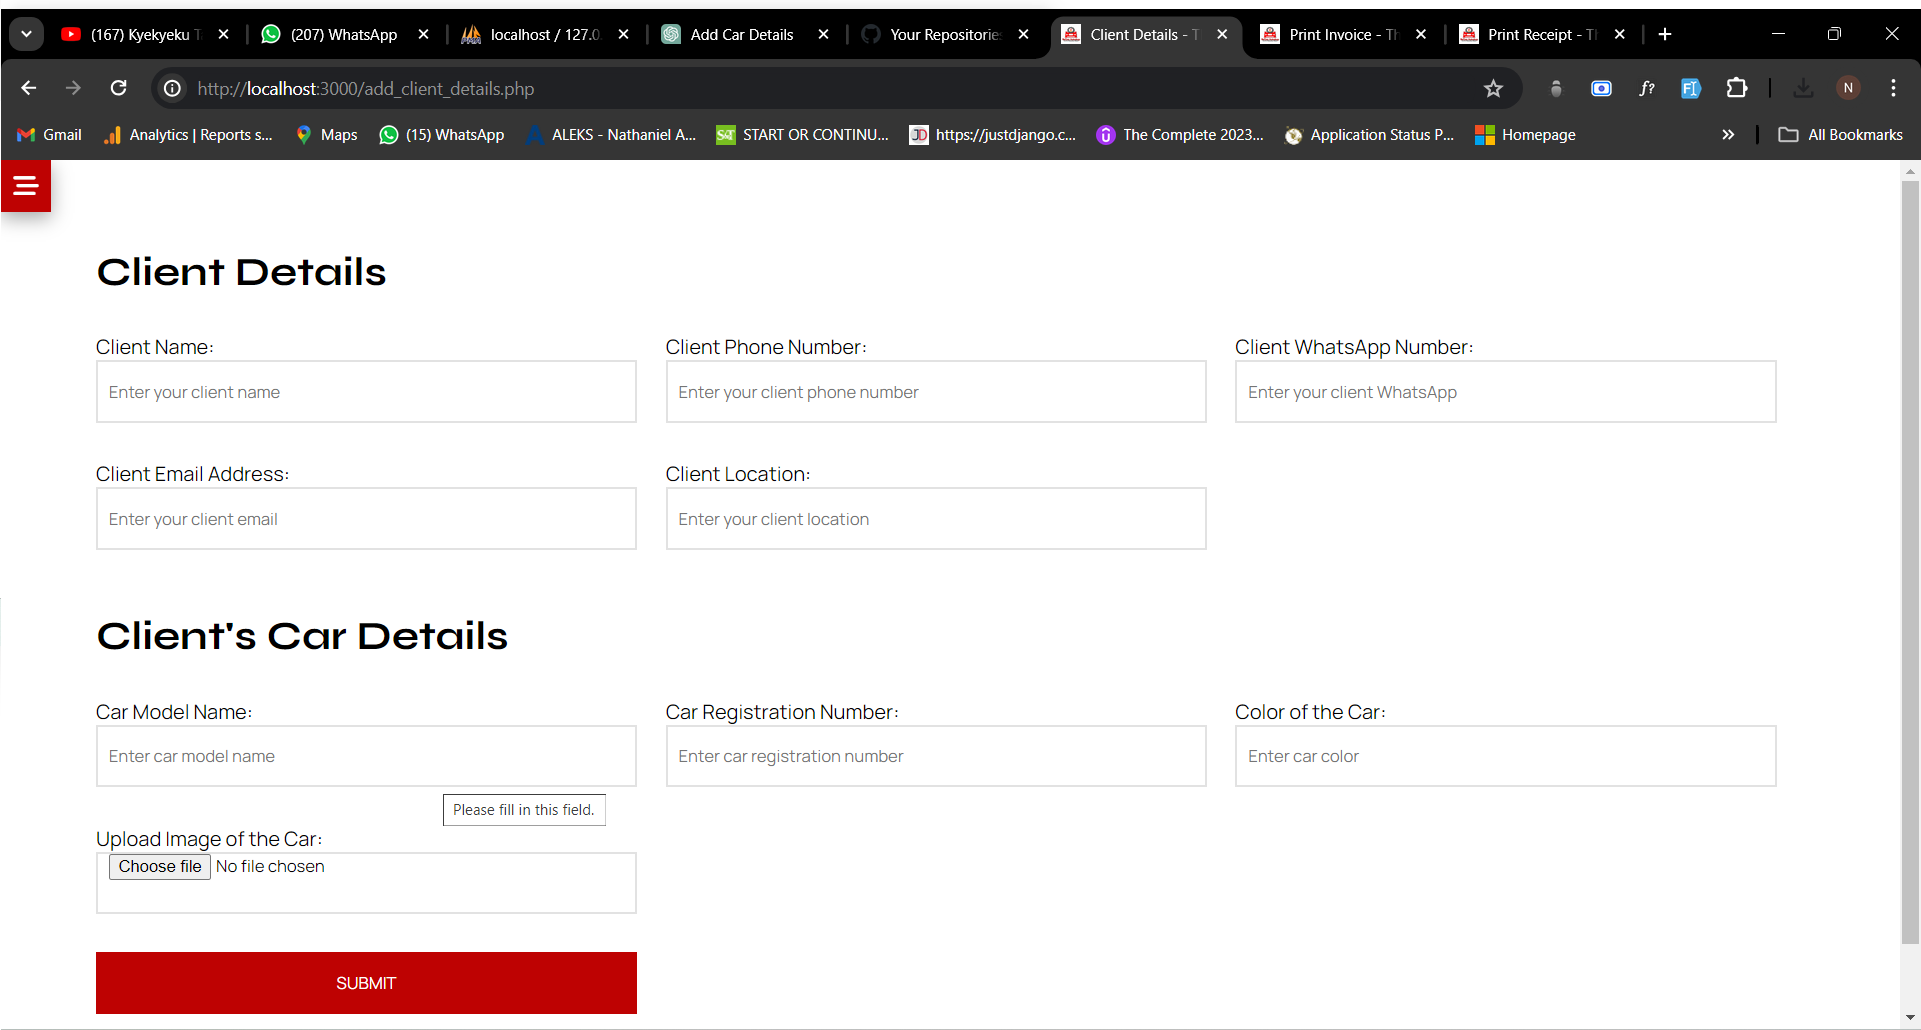 (167) Kyekyeku T
(207) WhatsApp
localhost / 127.0.
Add Car Details
Your Repositories
Client Details - T
Print Invoice - Th
Print Receipt - Th
http://localhost:3000/add_client_details.php
f?
N
Gmail
Analytics | Reports s...
Maps
(15) WhatsApp
ALEKS - Nathaniel A...
START OR CONTINU...
https://justdjango.c...
The Complete 2023...
Application Status P...
Homepage
All Bookmarks
Client Details
Client Name:
Client Phone Number:
Client WhatsApp Number:
Enter your client name
Enter your client phone number
Enter your client WhatsApp
Client Email Address:
Client Location:
Enter your client email
Enter your client location
Client's Car Details
Car Model Name:
Car Registration Number:
Color of the Car:
Enter car model name
Enter car registration number
Enter car color
Please fill in this field.
Upload Image of the Car:
Choose file No file chosen
SUBMIT